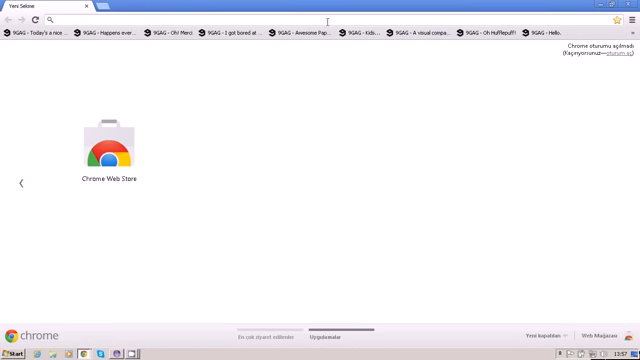 Yeni Sekme
9GAG - Today's a nice ... 9GAG - Happens ever... 9GAG - Oh! Merci 9GAG - I got bored at ... 9GAG - Awesome Pap... 9GAG - Kids... 9GAG - A visual compa... 9GAG - Oh Hufflepuff! 9GAG - Hello.
Chrome oturumu açılmadı
(Kaçırıyorsunuz—oturum aç)
Chrome Web Store
chrome
En çok ziyaret edilenler
Uygulamalar
Yeni kapatılan
Web Mağazası
Start
13:57